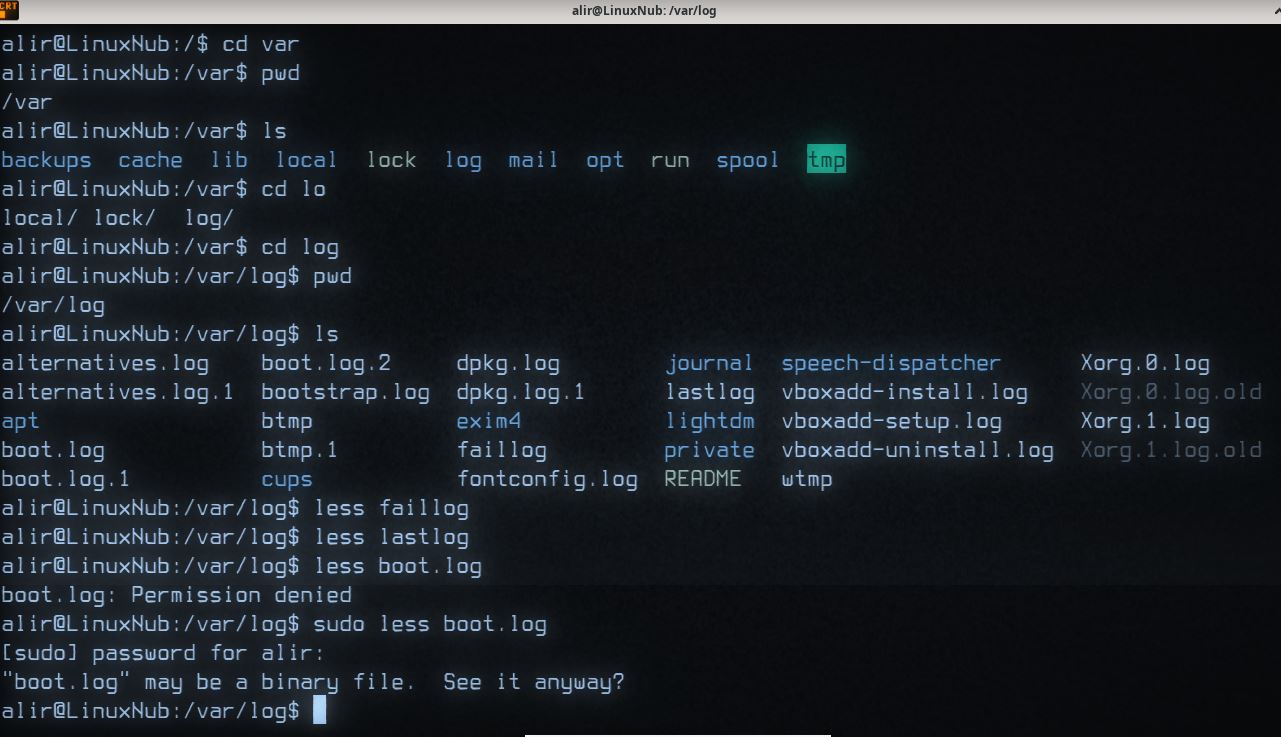 CRT
alir@LinuxNub: /var/log
alir@LinuxNub:/$ cd var
alir@LinuxNub:/var$ pwd
/var
alir@LinuxNub:/var$ ls
backups  cache  lib  local  lock  log  mail  opt  run  spool  tmp
alir@LinuxNub:/var$ cd lo
local/ lock/  log/
alir@LinuxNub:/var$ cd log
alir@LinuxNub:/var/log$ pwd
/var/log
alir@LinuxNub:/var/log$ ls
alternatives.log    boot.log.2     dpkg.log        journal  speech-dispatcher      Xorg.0.log
alternatives.log.1  bootstrap.log  dpkg.log.1      lastlog  vboxadd-install.log    Xorg.0.log.old
apt                 btmp           exim4           lightdm  vboxadd-setup.log      Xorg.1.log
boot.log            btmp.1         faillog         private  vboxadd-uninstall.log  Xorg.1.log.old
boot.log.1          cups           fontconfig.log  README   wtmp
alir@LinuxNub:/var/log$ less faillog
alir@LinuxNub:/var/log$ less lastlog
alir@LinuxNub:/var/log$ less boot.log
boot.log: Permission denied
alir@LinuxNub:/var/log$ sudo less boot.log
[sudo] password for alir:
"boot.log" may be a binary file.  See it anyway?
alir@LinuxNub:/var/log$